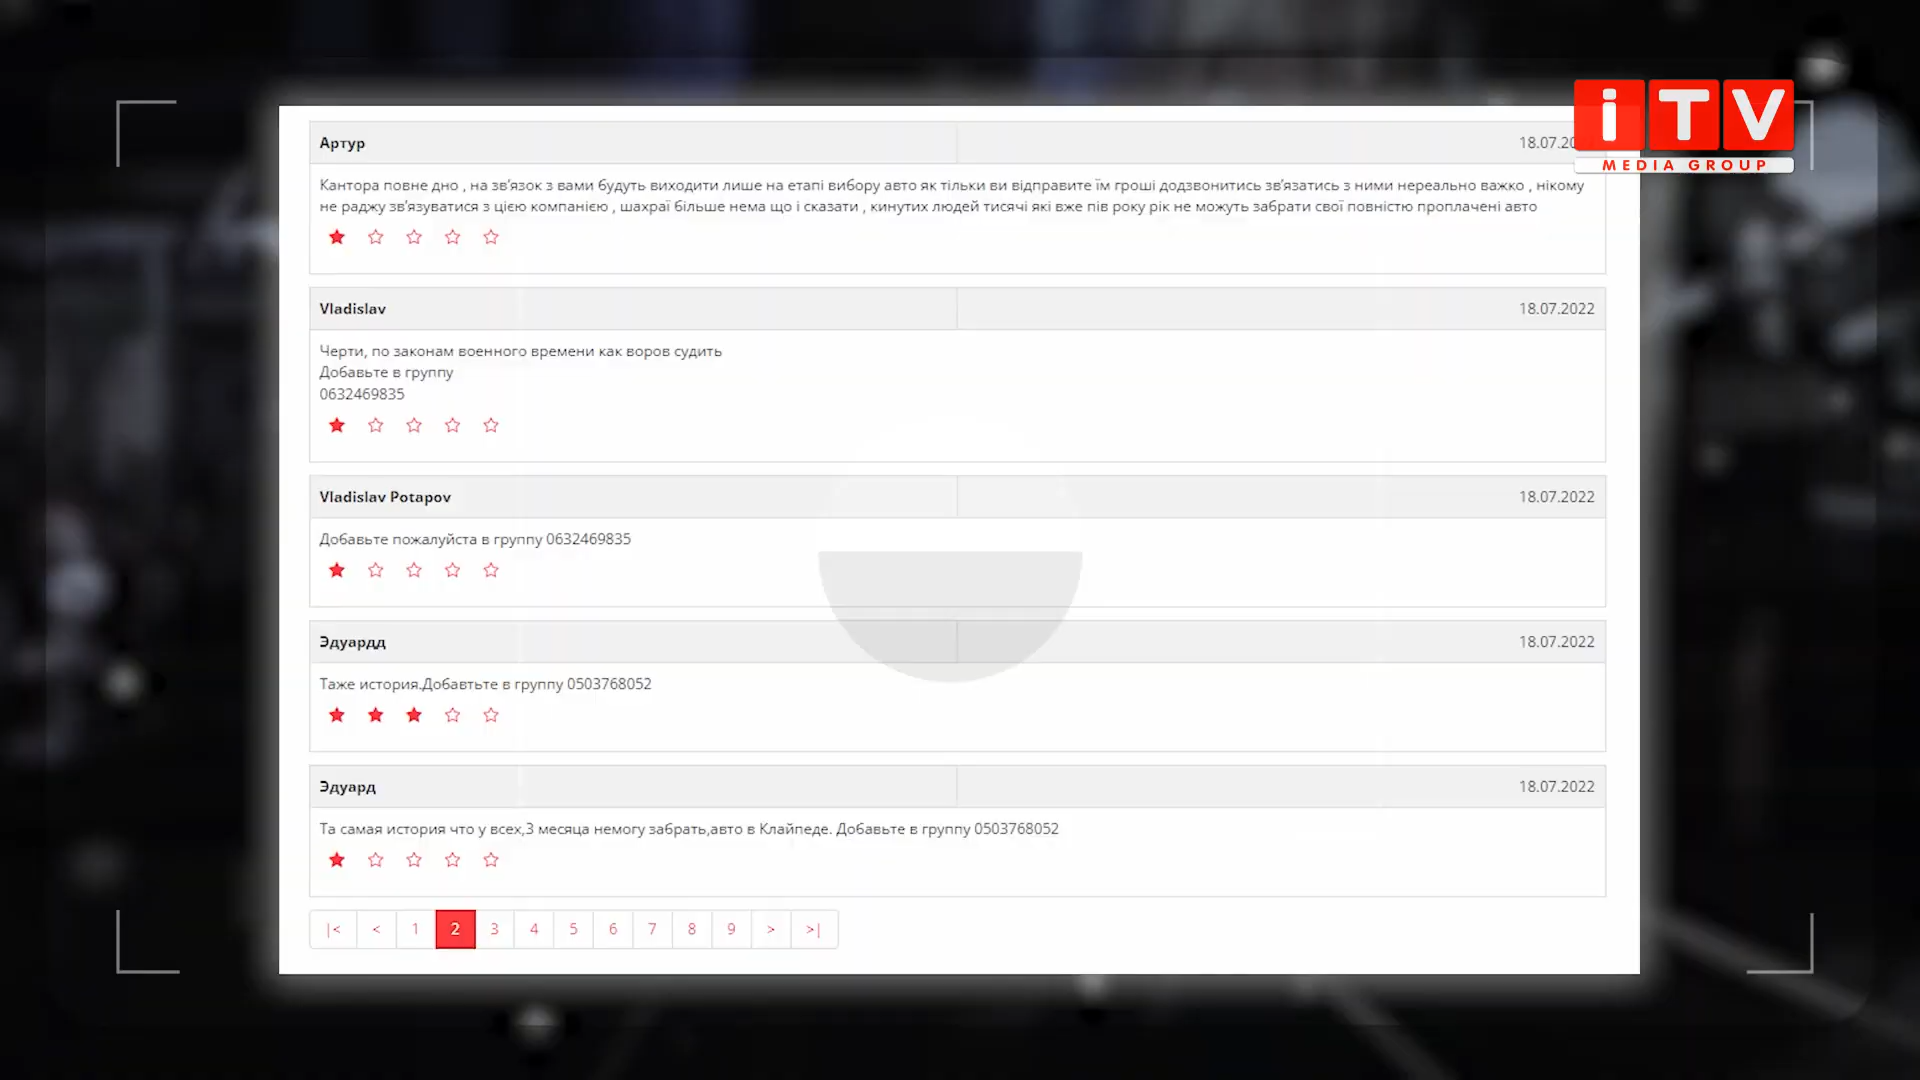 iTV
MEDIA GROUP
Артур 18.07.20
Кантора повне дно , на зв’язок з вами будуть виходити лише на етапі вибору авто як тільки ви відправите їм гроші додзвонитись зв’язатись з ними нереально важко , нікому
не раджу зв’язуватися з цією компанією , шахраї більше нема що і сказати , кинутих людей тисячі які вже пів року рік не можуть забрати свої повністю проплачені авто
Vladislav 18.07.2022
Черти, по законам военного времени как воров судить
Добавьте в группу
0632469835
Vladislav Potapov 18.07.2022
Добавьте пожалуйста в группу 0632469835
Эдуардд 18.07.2022
Таже история.Добавтьте в группу 0503768052
Эдуард 18.07.2022
Та самая история что у всех,3 месяца немогу забрать,авто в Клайпеде. Добавьте в группу 0503768052
|< < 1 2 3 4 5 6 7 8 9 > >|